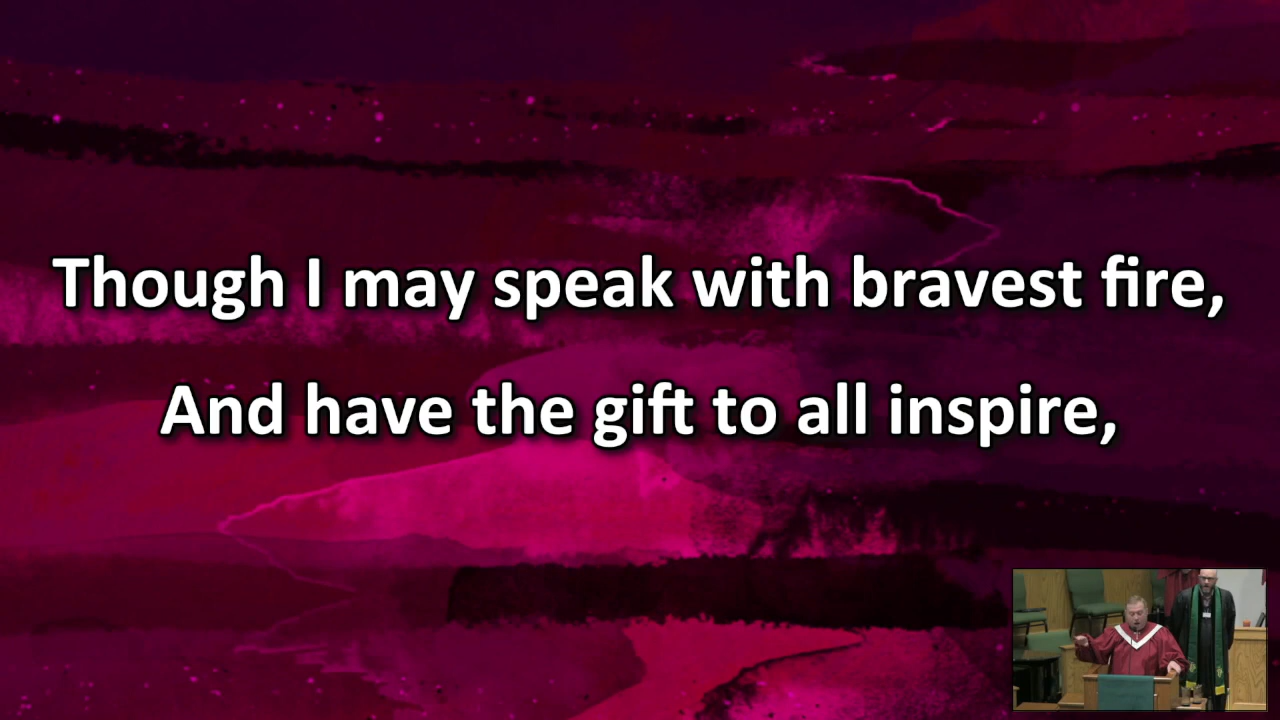 Though I may speak with bravest fire,
And have the gift to all inspire,